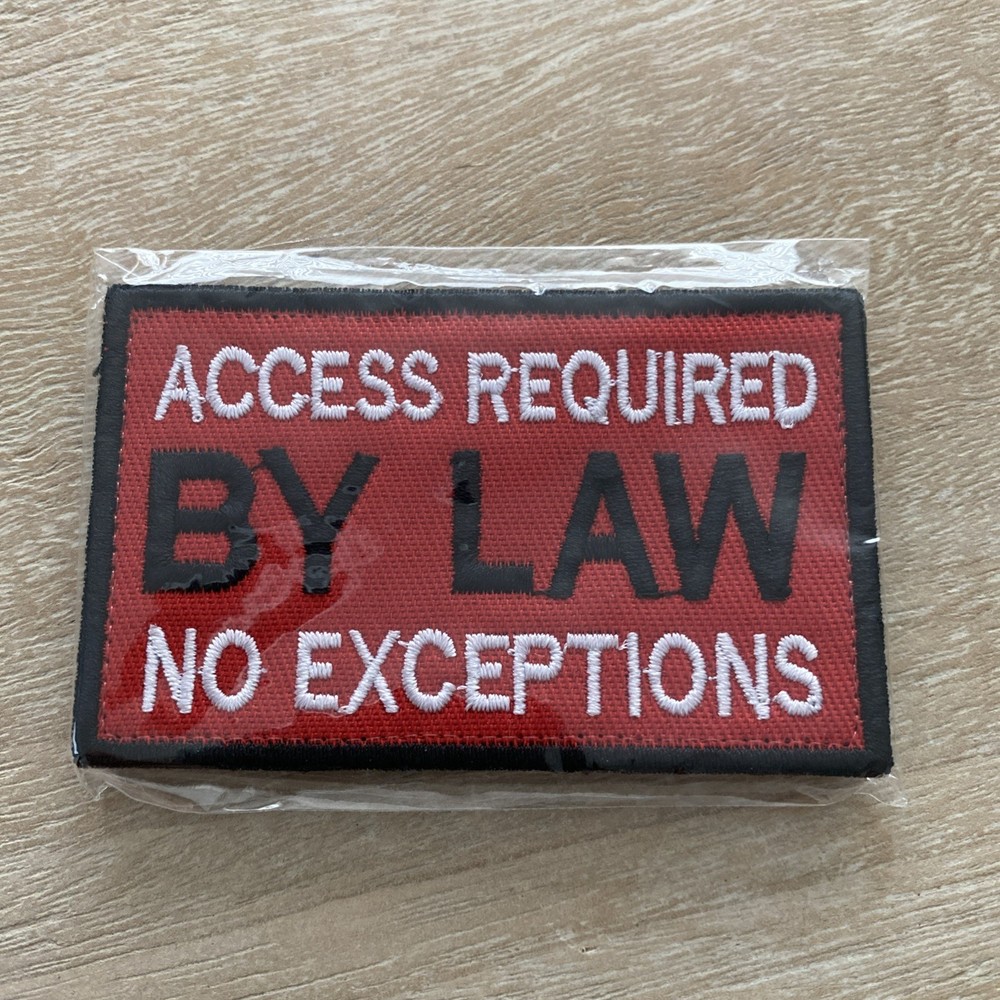 ACCESS REQUIRED
BY LAW
NO EXCEPTIONS